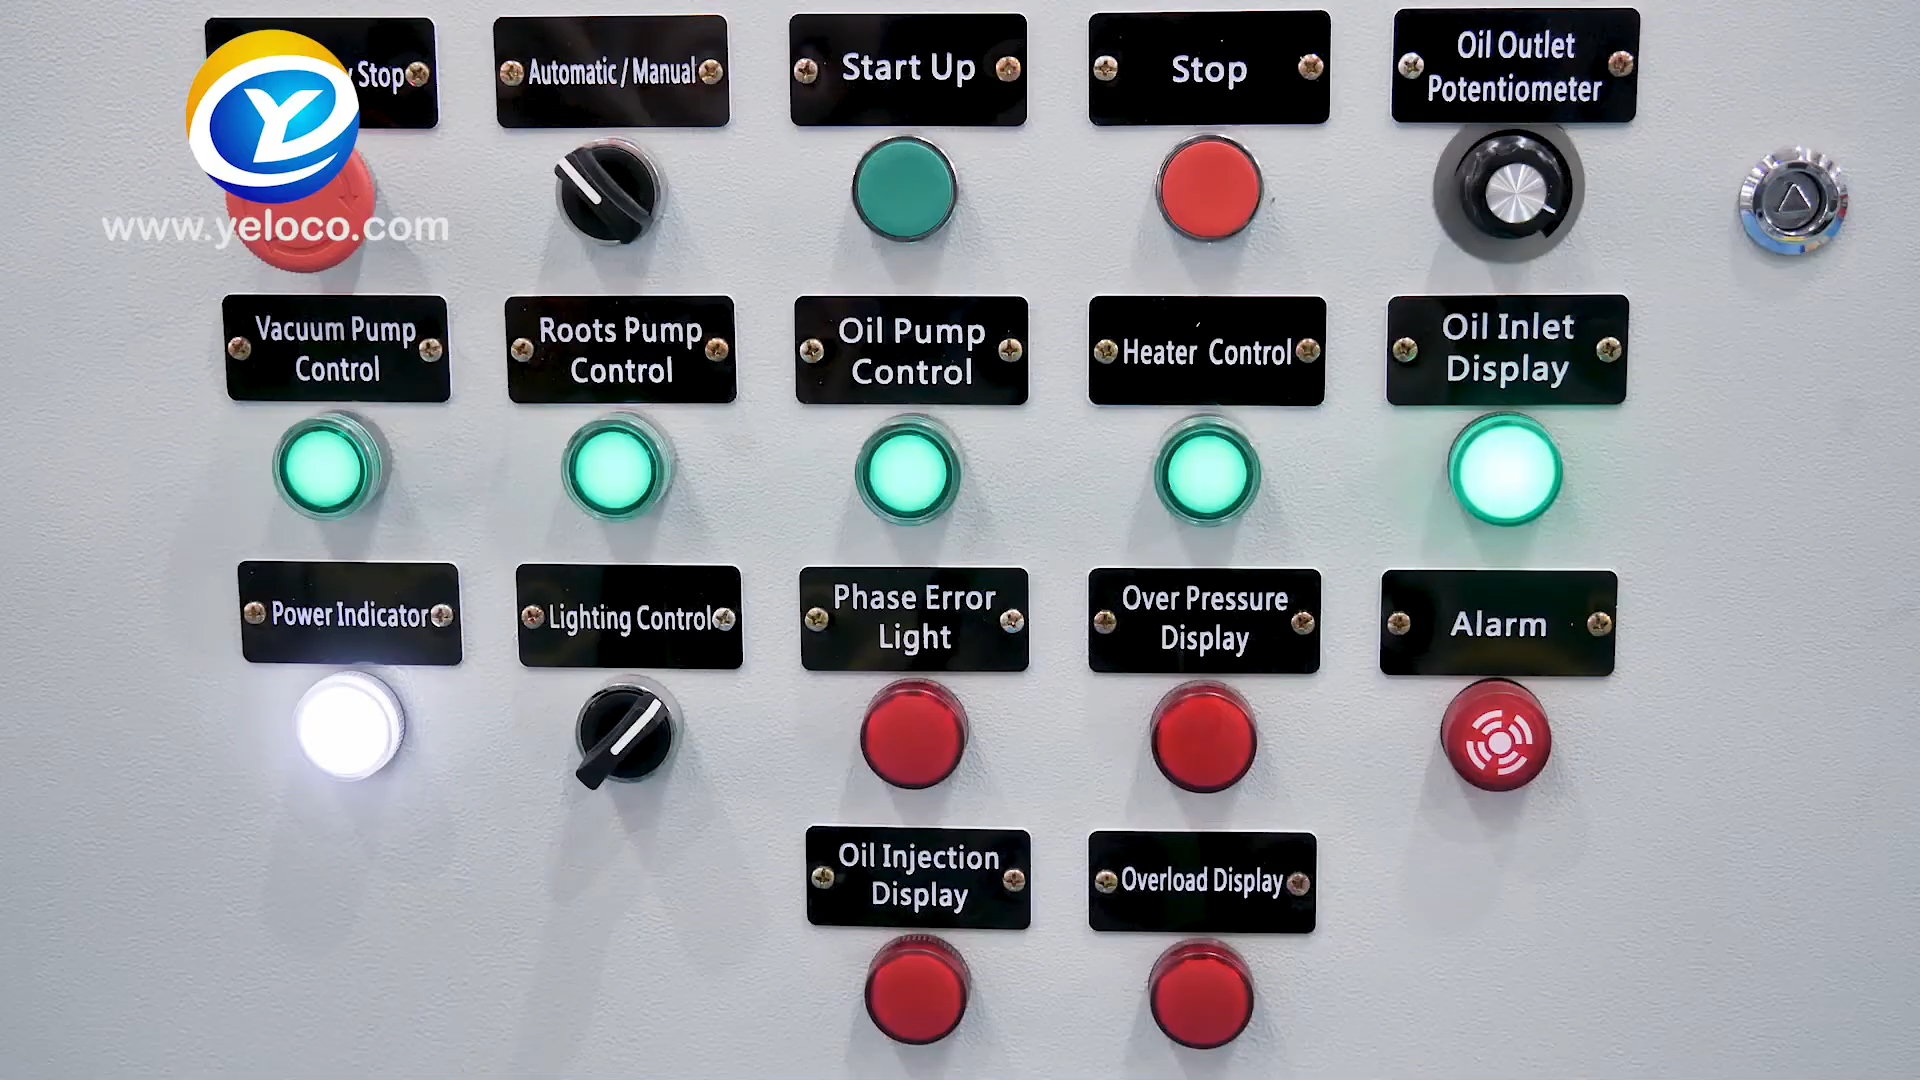 Stop
Automatic / Manual
Start Up
Stop
Oil Outlet
Potentiometer
www.yeloco.com
Vacuum Pump
Control
Roots Pump
Control
Oil Pump
Control
Heater Control
Oil Inlet
Display
Power Indicator
Lighting Control
Phase Error
Light
Over Pressure
Display
Alarm
Oil Injection
Display
Overload Display